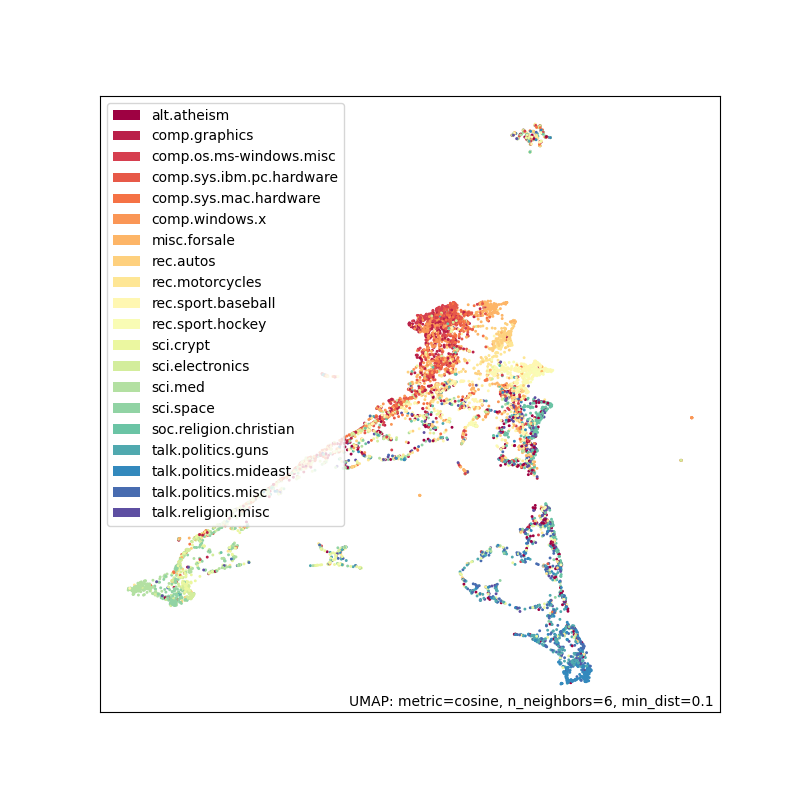 alt.atheism
comp.graphics
comp.os.ms-windows.misc
comp.sys.ibm.pc.hardware
comp.sys.mac.hardware
comp.windows.x
misc.forsale
rec.autos
rec.motorcycles
rec.sport.baseball
rec.sport.hockey
sci.crypt
sci.electronics
sci.med
sci.space
soc.religion.christian
talk.politics.guns
talk.politics.mideast
talk.politics.misc
talk.religion.misc
UMAP: metric=cosine, n_neighbors=6, min_dist=0.1